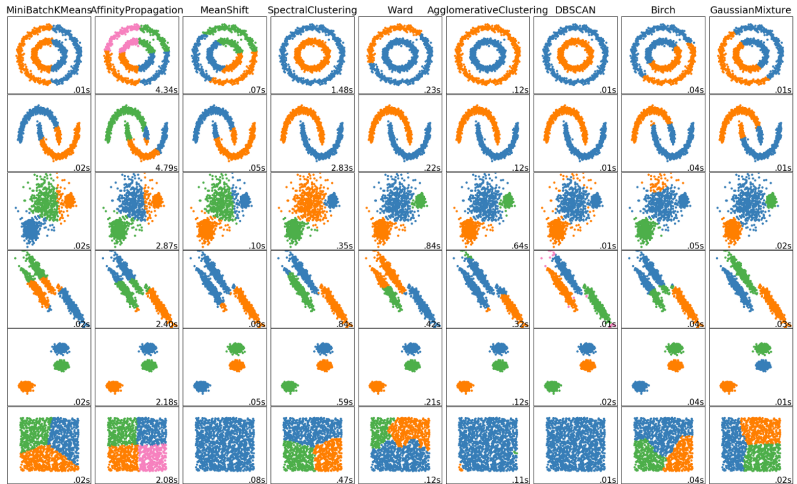 MiniBatchKMeans AffinityPropagation MeanShift SpectralClustering Ward AgglomerativeClustering DBSCAN Birch GaussianMixture
.01s 4.34s .07s 1.48s .23s .12s .01s .04s .01s
.02s 4.79s .05s 2.83s .22s .12s .01s .04s .01s
.02s 2.87s .10s .35s .84s .64s .01s .05s .02s
.02s 2.40s .08s .84s .42s .32s .01s .04s .03s
.02s 2.18s .05s .59s .21s .12s .02s .04s .01s
.02s 2.08s .08s .47s .12s .11s .01s .04s .02s